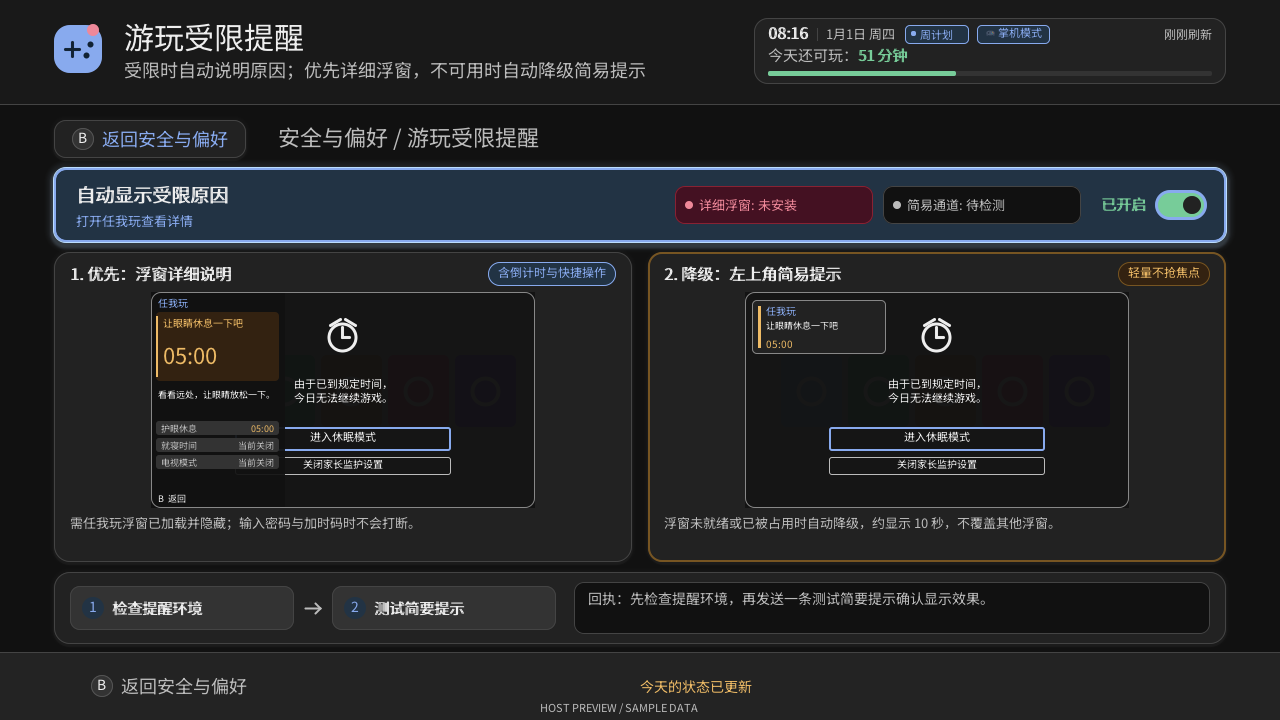 游玩受限提醒
受限时自动说明原因；优先详细浮窗，不可用时自动降级简易提示
08:16 1月1日 周四 周计划 掌机模式 刚刚刷新
今天还可玩：51 分钟
B 返回安全与偏好 安全与偏好 / 游玩受限提醒
自动显示受限原因
打开任我玩查看详情
详细浮窗: 未安装
简易通道: 待检测
已开启
1. 优先：浮窗详细说明
含倒计时与快捷操作
任我玩
让眼睛休息一下吧
05:00
看看远处，让眼睛放松一下。
护眼休息 05:00
就寝时间 当前关闭
电视模式 当前关闭
B 返回
由于已到规定时间，
今日无法继续游戏。
进入休眠模式
关闭家长监护设置
需任我玩浮窗已加载并隐藏；输入密码与加时码时不会打断。
2. 降级：左上角简易提示
轻量不抢焦点
任我玩
让眼睛休息一下吧
05:00
由于已到规定时间，
今日无法继续游戏。
进入休眠模式
关闭家长监护设置
浮窗未就绪或已被占用时自动降级，约显示 10 秒，不覆盖其他浮窗。
1 检查提醒环境
2 测试简要提示
回执：先检查提醒环境，再发送一条测试简要提示确认显示效果。
B 返回安全与偏好
今天的状态已更新
HOST PREVIEW / SAMPLE DATA